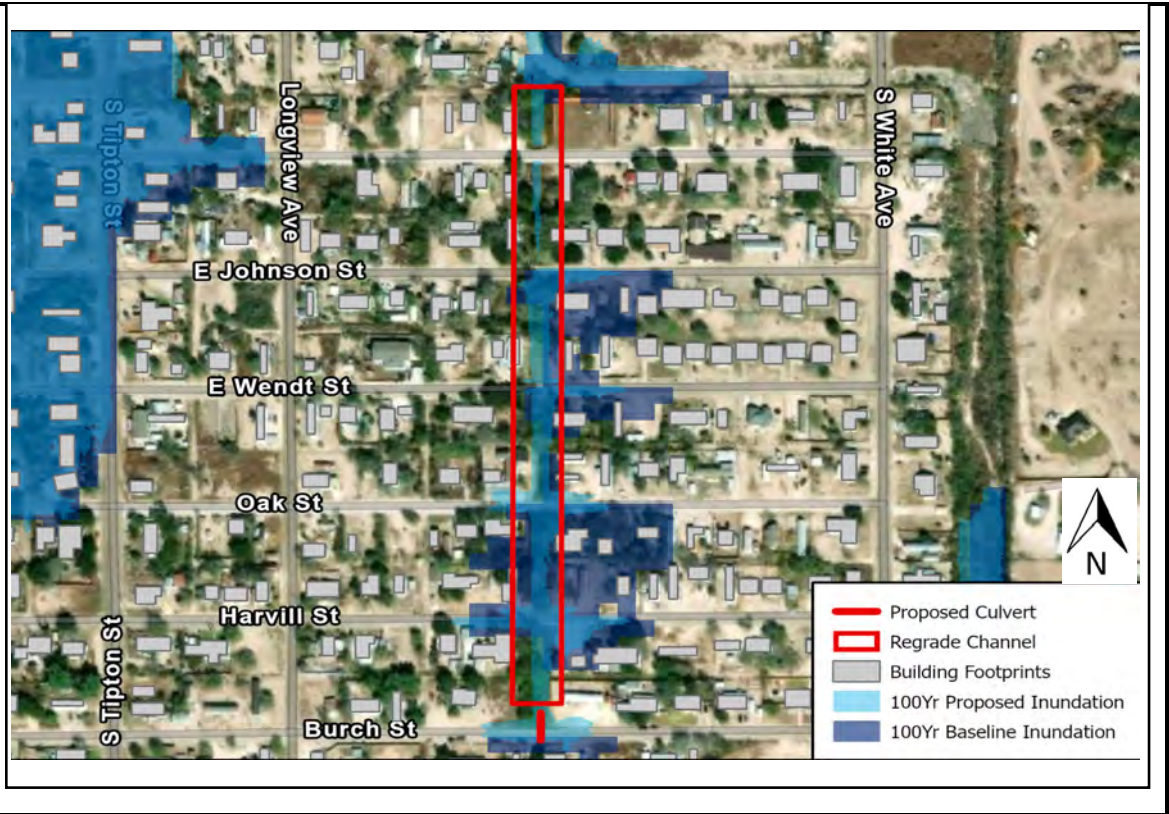 S Tipton St
Longview Ave
S White Ave
E Johnson St
E Wendt St
Oak St
Harvill St
S Tipton St
Burch St
N
Proposed Culvert
Regrade Channel
Building Footprints
100Yr Proposed Inundation
100Yr Baseline Inundation